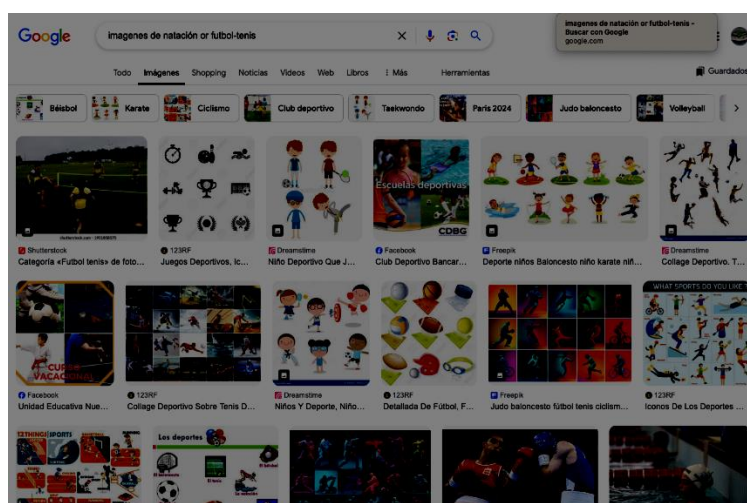 Google
imagenes de natación or futbol-tenis
imagenes de natación or futbol-tenis -
Buscar con Google
google.com
Todo Imágenes Shopping Noticias Videos Web Libros Más Herramientas
Guardados
Béisbol Karate Ciclismo Club deportivo Taekwondo Paris 2024 Judo baloncesto Volleyball
Escuelas deportivas
CDBG
Shutterstock 123RF Dreamstime Facebook Freepik Dreamstime
Categoría «Futbol tenis» de foto... Juegos Deportivos, Ic... Niño Deportivo Que J... Club Deportivo Bancar... Deporte niños Baloncesto niño karate niñ... Collage Deportivo. T...
WHAT SPORTS DO YOU LIKE
CURSO
VACACIONAL
Facebook 123RF Dreamstime 123RF Freepik 123RF
Unidad Educativa Nue... Collage Deportivo Sobre Tenis D... Niños Y Deporte, Niño... Detallada De Fútbol, F... Judo baloncesto fútbol tenis ciclism... Iconos De Los Deportes ...
SPORTS
Los deportes